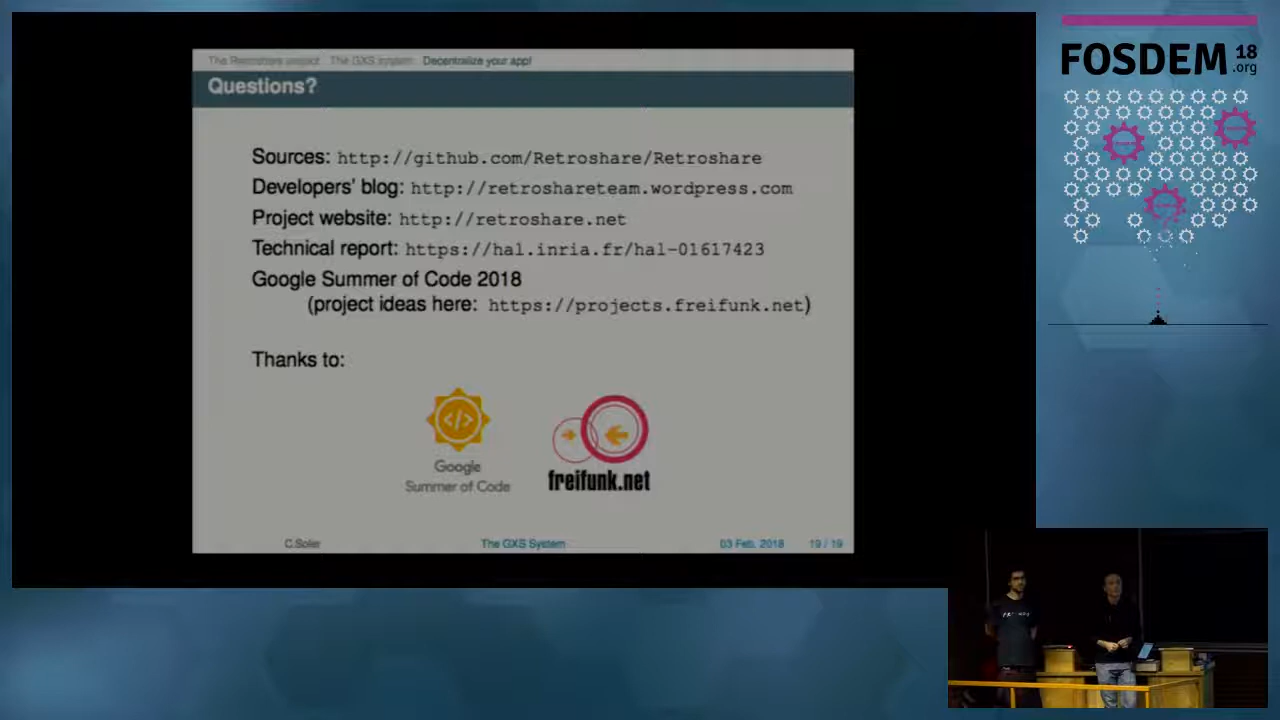 The Retroshare project The GXS system Decentralize your app!
Questions?
Sources: http://github.com/Retroshare/Retroshare
Developers' blog: http://retroshareteam.wordpress.com
Project website: http://retroshare.net
Technical report: https://hal.inria.fr/hal-01617423
Google Summer of Code 2018
(project ideas here: https://projects.freifunk.net)
Thanks to:
</>
Google
Summer of Code
freifunk.net
C.Soler
The GXS System
03 Feb. 2018
19 / 19
FOSDEM 18
.org